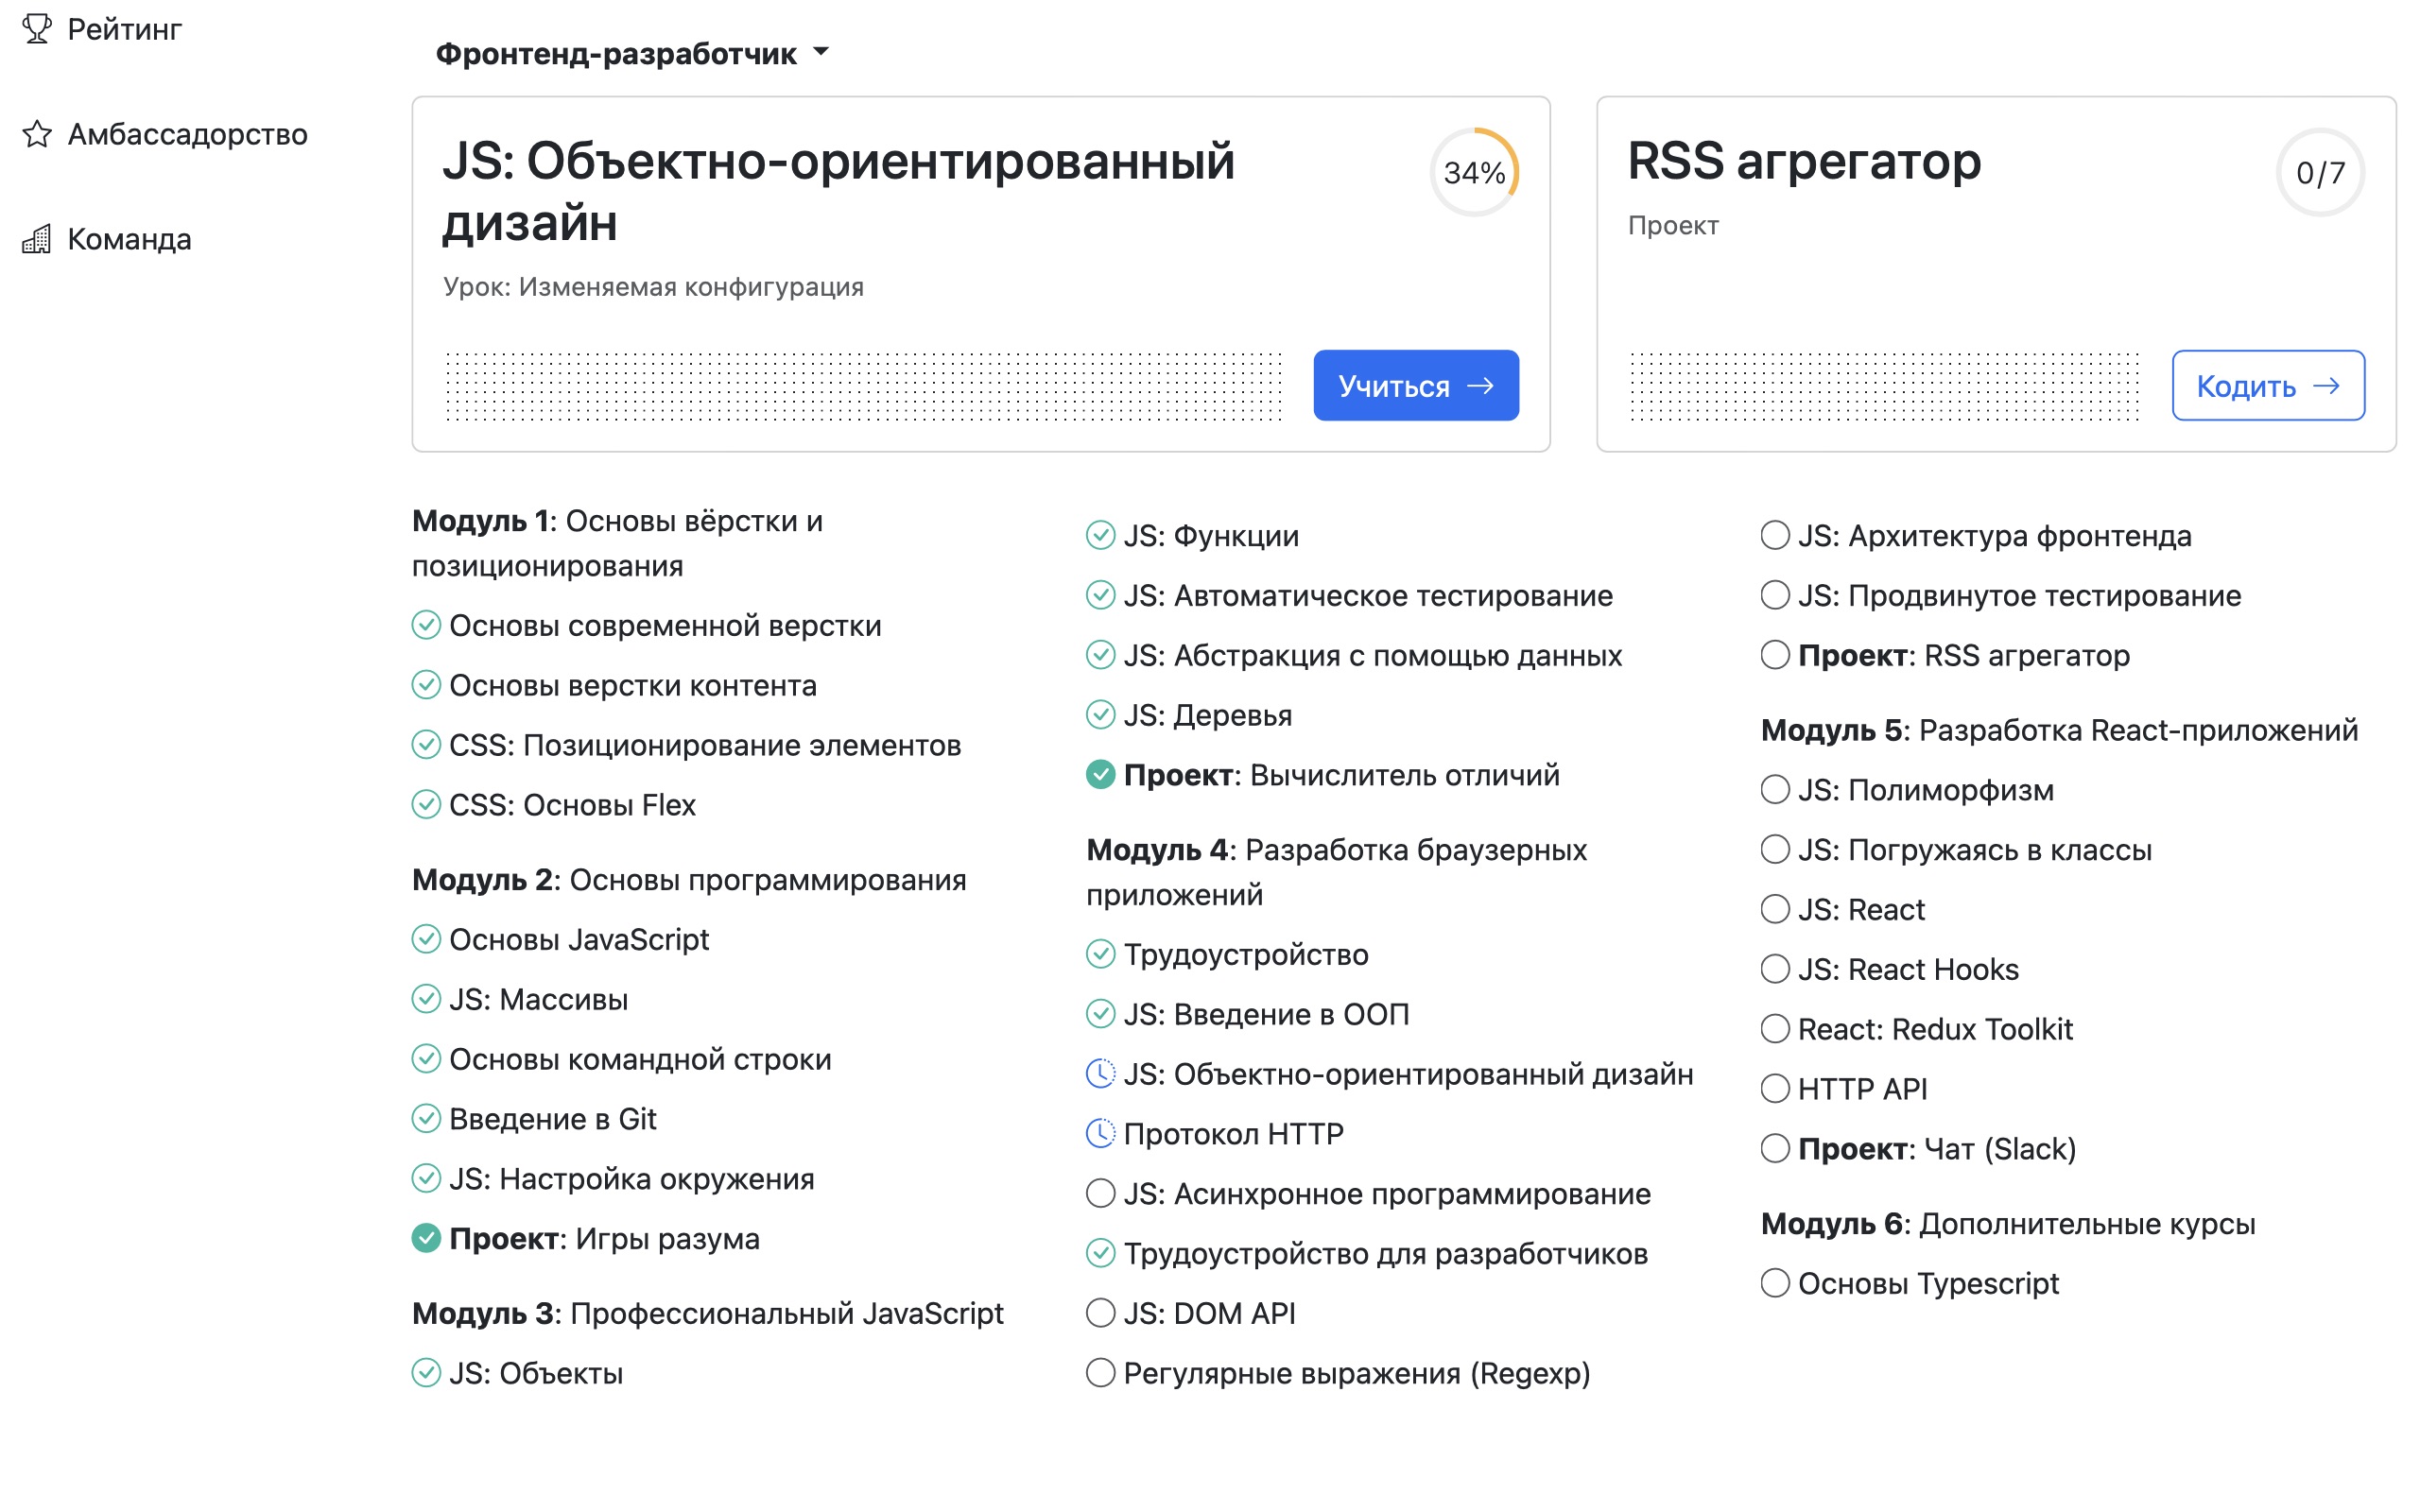 Рейтинг
Амбассадорство
Команда
Фронтенд-разработчик
JS: Объектно-ориентированный
дизайн
34%
Урок: Изменяемая конфигурация
Учиться
RSS агрегатор
0/7
Проект
Кодить
Модуль 1: Основы вёрстки и
позиционирования
Основы современной верстки
Основы верстки контента
CSS: Позиционирование элементов
CSS: Основы Flex
Модуль 2: Основы программирования
Основы JavaScript
JS: Массивы
Основы командной строки
Введение в Git
JS: Настройка окружения
Проект: Игры разума
Модуль 3: Профессиональный JavaScript
JS: Объекты
JS: Функции
JS: Автоматическое тестирование
JS: Абстракция с помощью данных
JS: Деревья
Проект: Вычислитель отличий
Модуль 4: Разработка браузерных
приложений
Трудоустройство
JS: Введение в ООП
JS: Объектно-ориентированный дизайн
Протокол HTTP
JS: Асинхронное программирование
Трудоустройство для разработчиков
JS: DOM API
Регулярные выражения (Regexp)
JS: Архитектура фронтенда
JS: Продвинутое тестирование
Проект: RSS агрегатор
Модуль 5: Разработка React-приложений
JS: Полиморфизм
JS: Погружаясь в классы
JS: React
JS: React Hooks
React: Redux Toolkit
HTTP API
Проект: Чат (Slack)
Модуль 6: Дополнительные курсы
Основы Typescript